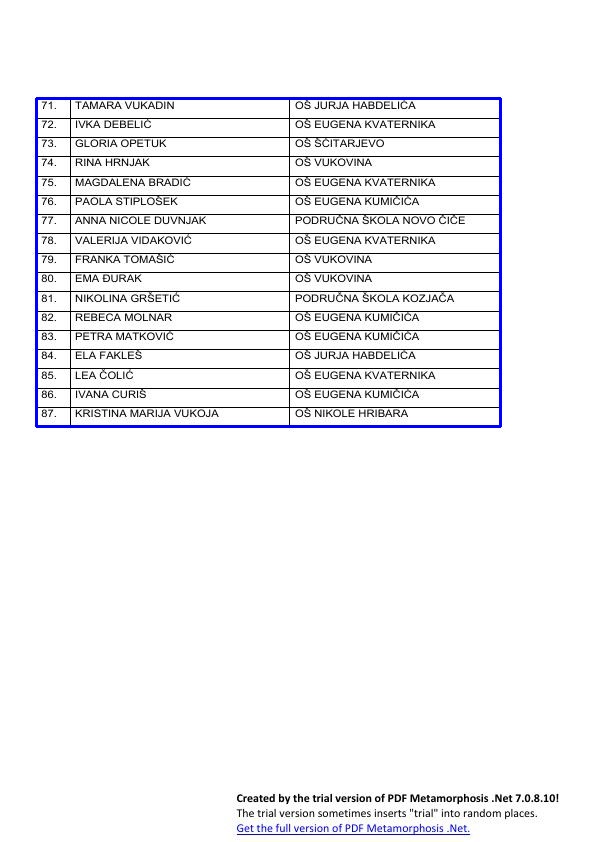 71. TAMARA VUKADIN OŠ JURJA HABDELIĆA
72. IVKA DEBELIĆ OŠ EUGENA KVATERNIKA
73. GLORIA OPETUK OŠ ŠĆITARJEVO
74. RINA HRNJAK OŠ VUKOVINA
75. MAGDALENA BRADIĆ OŠ EUGENA KVATERNIKA
76. PAOLA STIPLOŠEK OŠ EUGENA KUMIČIĆA
77. ANNA NICOLE DUVNJAK PODRUČNA ŠKOLA NOVO ČIČE
78. VALERIJA VIDAKOVIĆ OŠ EUGENA KVATERNIKA
79. FRANKA TOMAŠIĆ OŠ VUKOVINA
80. EMA ĐURAK OŠ VUKOVINA
81. NIKOLINA GRŠETIĆ PODRUČNA ŠKOLA KOZJAČA
82. REBECA MOLNAR OŠ EUGENA KUMIČIĆA
83. PETRA MATKOVIĆ OŠ EUGENA KUMIČIĆA
84. ELA FAKLEŠ OŠ JURJA HABDELIĆA
85. LEA ČOLIĆ OŠ EUGENA KVATERNIKA
86. IVANA CURIŠ OŠ EUGENA KUMIČIĆA
87. KRISTINA MARIJA VUKOJA OŠ NIKOLE HRIBARA
Created by the trial version of PDF Metamorphosis .Net 7.0.8.10!
The trial version sometimes inserts "trial" into random places.
Get the full version of PDF Metamorphosis .Net.